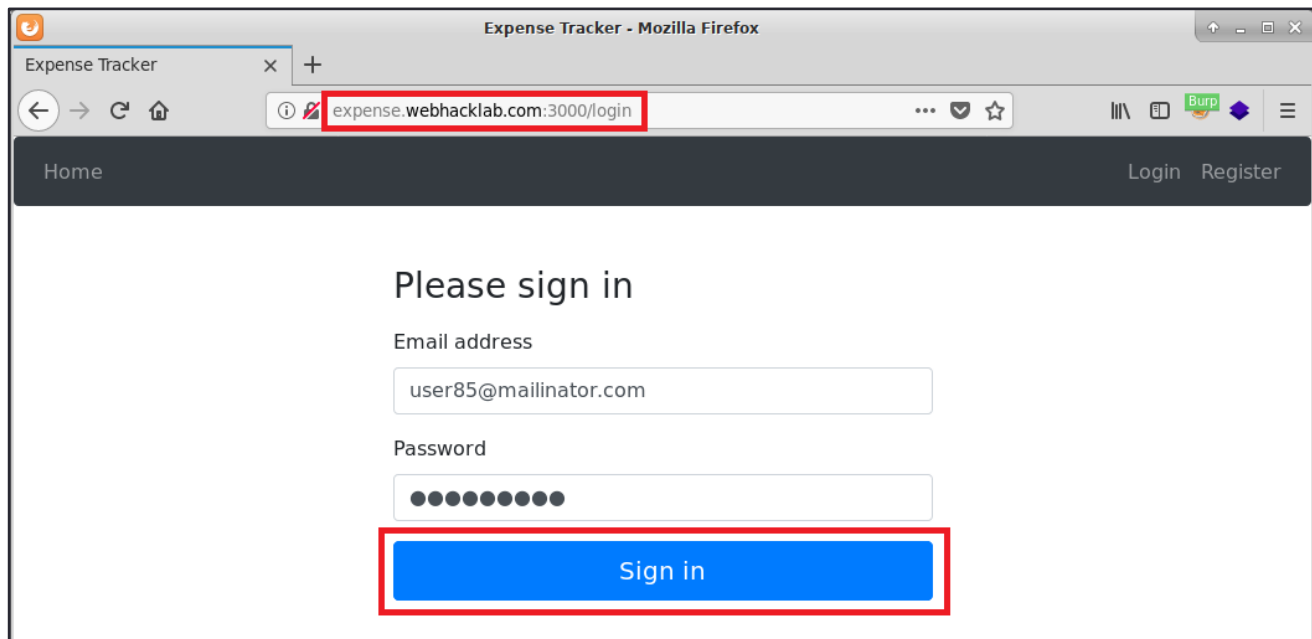 Expense Tracker - Mozilla Firefox
Expense Tracker
expense.webhacklab.com:3000/login
Burp
Home Login Register
Please sign in
Email address
user85@mailinator.com
Password
●●●●●●●●●
Sign in